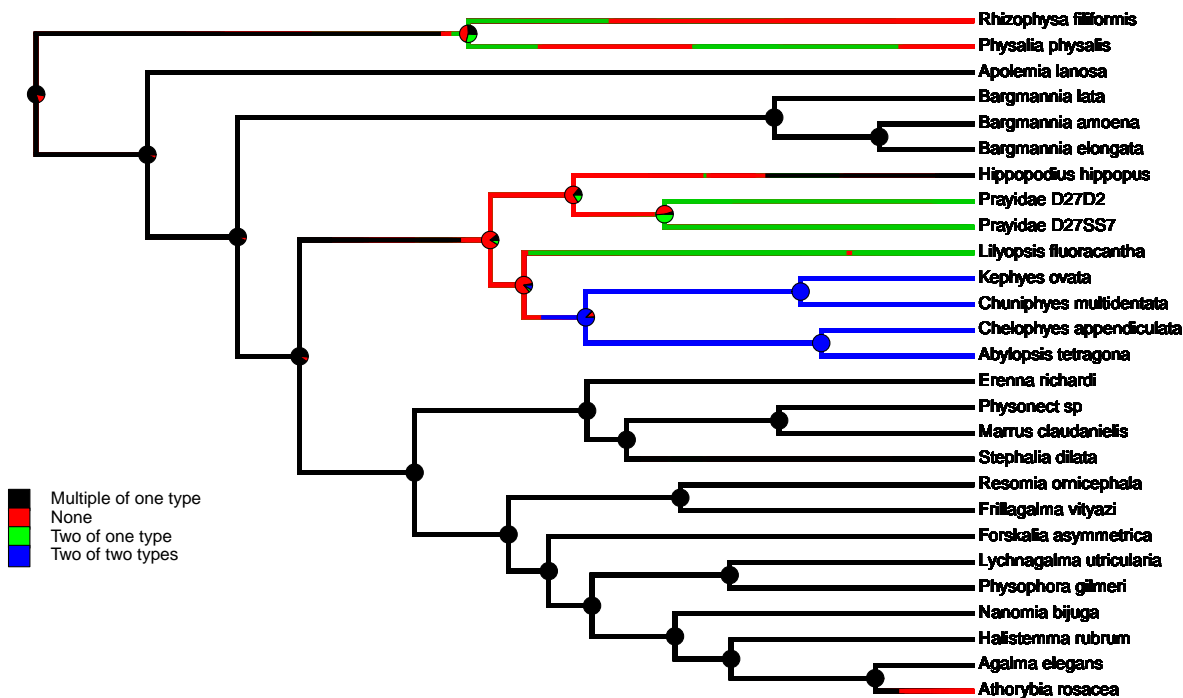 Rhizophysa filiformis
Physalia physalis
Apolemia lanosa
Bargmannia lata
Bargmannia amoena
Bargmannia elongata
Hippopodius hippopus
Prayidae D27D2
Prayidae D27SS7
Lilyopsis fluoracantha
Kephyes ovata
Chuniphyes multidentata
Chelophyes appendiculata
Abylopsis tetragona
Erenna richardi
Physonect sp
Marrus claudanielis
Stephalia dilata
Resomia ornicephala
Frillagalma vityazi
Forskalia asymmetrica
Lychnagalma utricularia
Physophora gilmeri
Nanomia bijuga
Halistemma rubrum
Agalma elegans
Athorybia rosacea
Multiple of one type
None
Two of one type
Two of two types